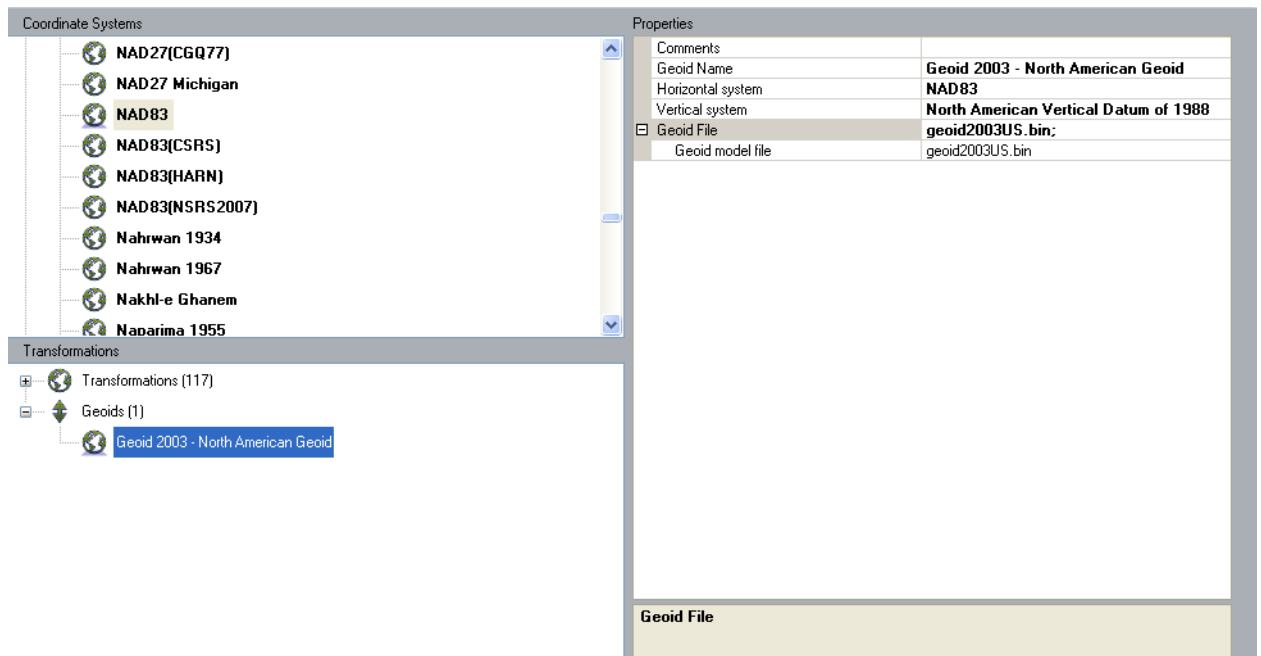 Coordinate Systems
NAD27(CGQ77)
NAD27 Michigan
NAD83
NAD83(CSRS)
NAD83(HARN)
NAD83(NSRS2007)
Nahrwan 1934
Nahrwan 1967
Nakhl-e Ghanem
Naparima 1955
Transformations
Transformations (117)
Geoids (1)
Geoid 2003 - North American Geoid
Properties
Comments
Geoid Name Geoid 2003 - North American Geoid
Horizontal system NAD83
Vertical system North American Vertical Datum of 1988
Geoid File geoid2003US.bin;
Geoid model file geoid2003US.bin
Geoid File